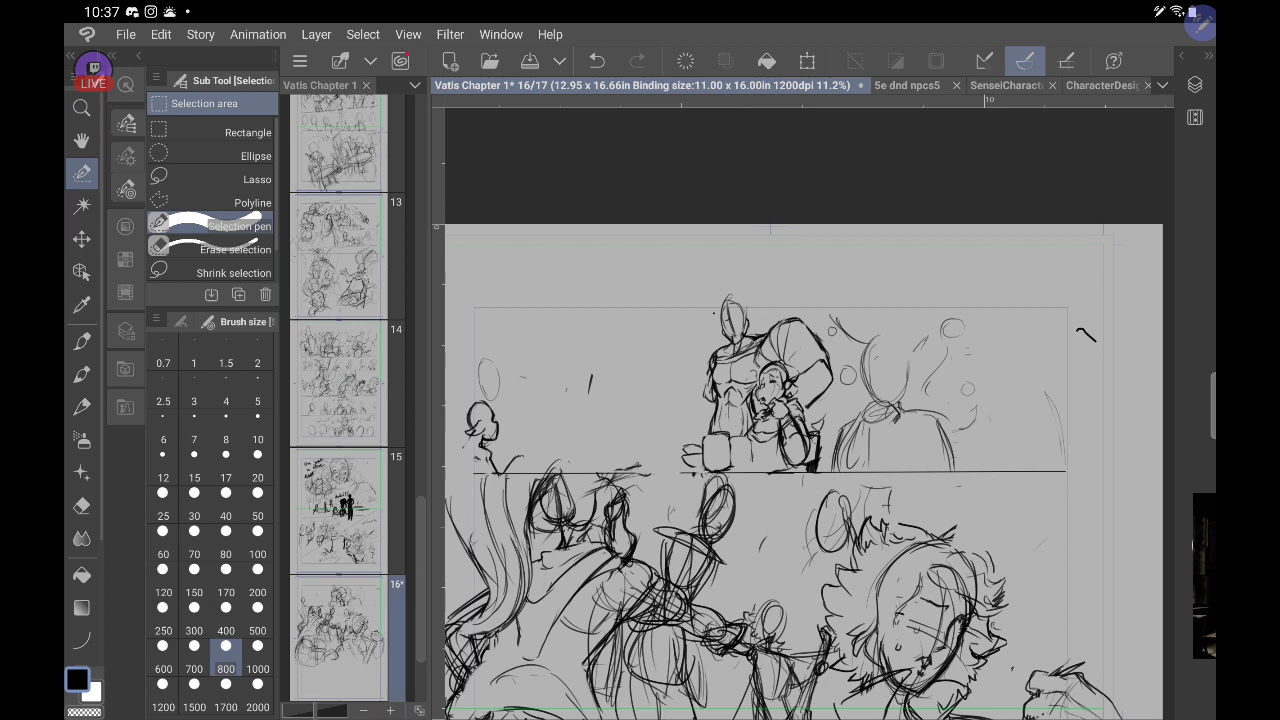 10:37
File Edit Story Animation Layer Select View Filter Window Help
LIVE
Sub Tool [Selectio
Vatis Chapter 1
Vatis Chapter 1* 16/17 (12.95 x 16.66in Binding size:11.00 x 16.00in 1200dpi 11.2%)
5e dnd npcs5
SenseiCharact
CharacterDesig
Selection area
10
Rectangle
Ellipse
Lasso
Polyline
Selection pen
Erase selection
Shrink selection
Brush size [S
0.7 1 1.5 2
2.5 3 4 5
6 7 8 10
12 15 17 20
25 30 40 50
60 70 80 100
120 150 170 200
250 300 400 500
600 700 800 1000
1200 1500 1700 2000
13
14
15
16*
0